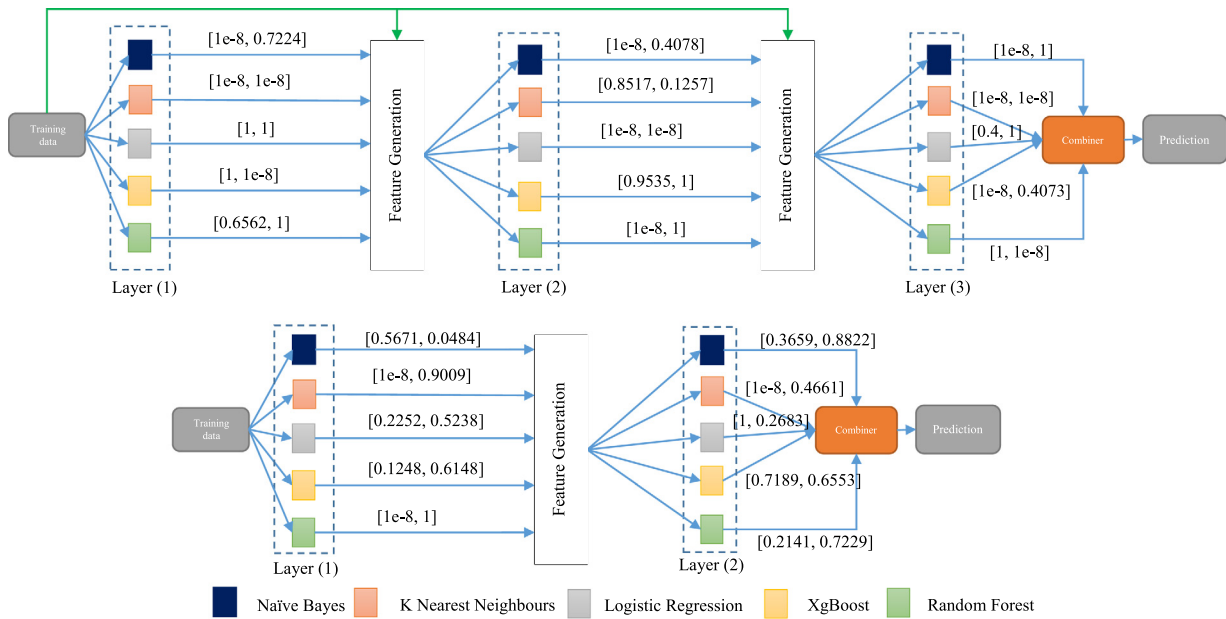 Training
data
[1e-8, 0.7224]
[1e-8, 1e-8]
[1, 1]
[1, 1e-8]
[0.6562, 1]
Layer (1)
Feature Generation
[1e-8, 0.4078]
[0.8517, 0.1257]
[1e-8, 1e-8]
[0.9535, 1]
[1e-8, 1]
Layer (2)
Feature Generation
[1e-8, 1]
[1e-8, 1e-8]
[0.4, 1]
[1e-8, 0.4073]
[1, 1e-8]
Layer (3)
Combiner
Prediction
Training
data
[0.5671, 0.0484]
[1e-8, 0.9009]
[0.2252, 0.5238]
[0.1248, 0.6148]
[1e-8, 1]
Layer (1)
Feature Generation
[0.3659, 0.8822]
[1e-8, 0.4661]
[1, 0.2683]
[0.7189, 0.6553]
[0.2141, 0.7229]
Layer (2)
Combiner
Prediction
Naïve Bayes
K Nearest Neighbours
Logistic Regression
XgBoost
Random Forest